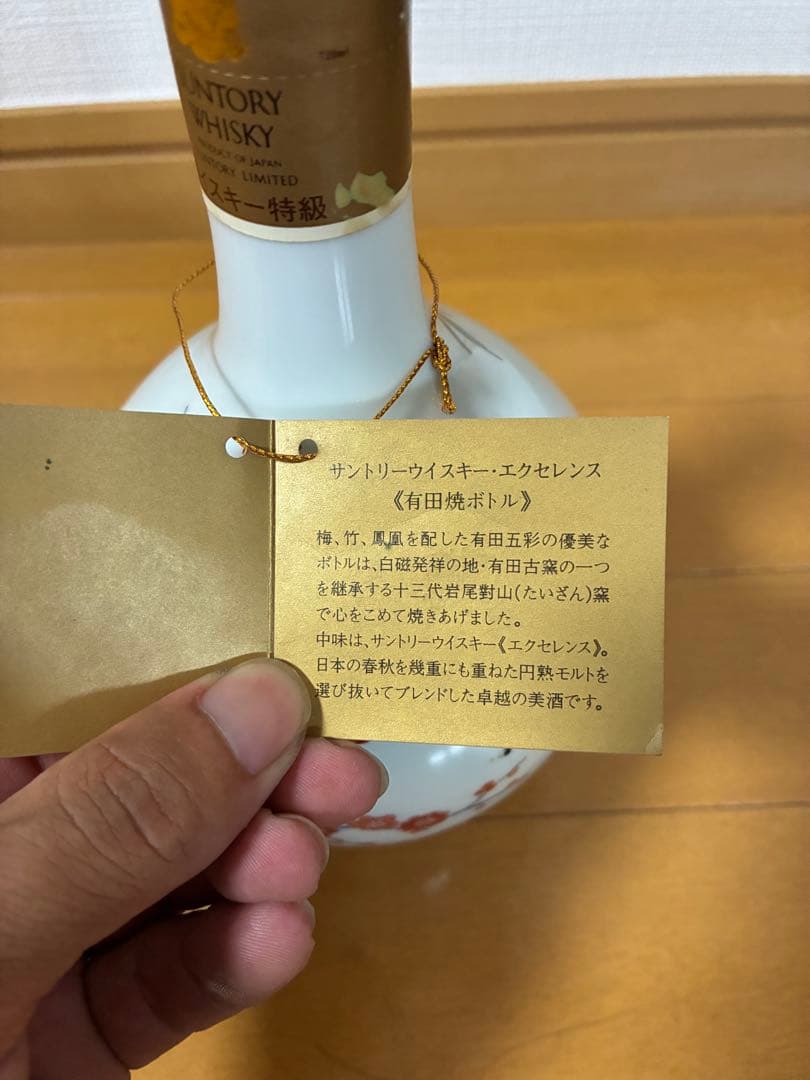 SUNTORY
WHISKY
PRODUCT OF JAPAN
SUNTORY LIMITED
イスキー特級
サントリーウイスキー・エクセレンス
《有田焼ボトル》
梅、竹、鳳凰を配した有田五彩の優美な
ボトルは、白磁発祥の地・有田古窯の一つ
を継承する十三代岩尾對山(たいざん)窯
で心をこめて焼きあげました。
中味は、サントリーウイスキー《エクセレンス》。
日本の春秋を幾重にも重ねた円熟モルトを
選び抜いてブレンドした卓越の美酒です。